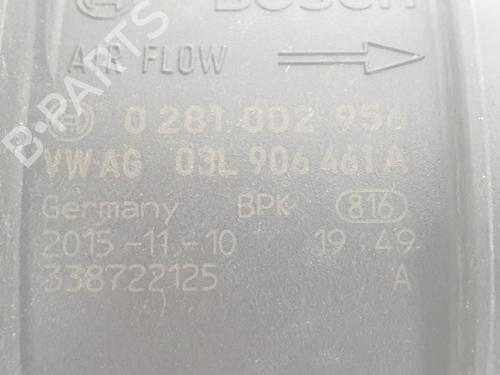 BOSCH
AIR FLOW
0 281 002 956
VW AG 03L 906 461 A
Germany BPK 816
2015-11-10 19:49
338722125 A
B-PARTS